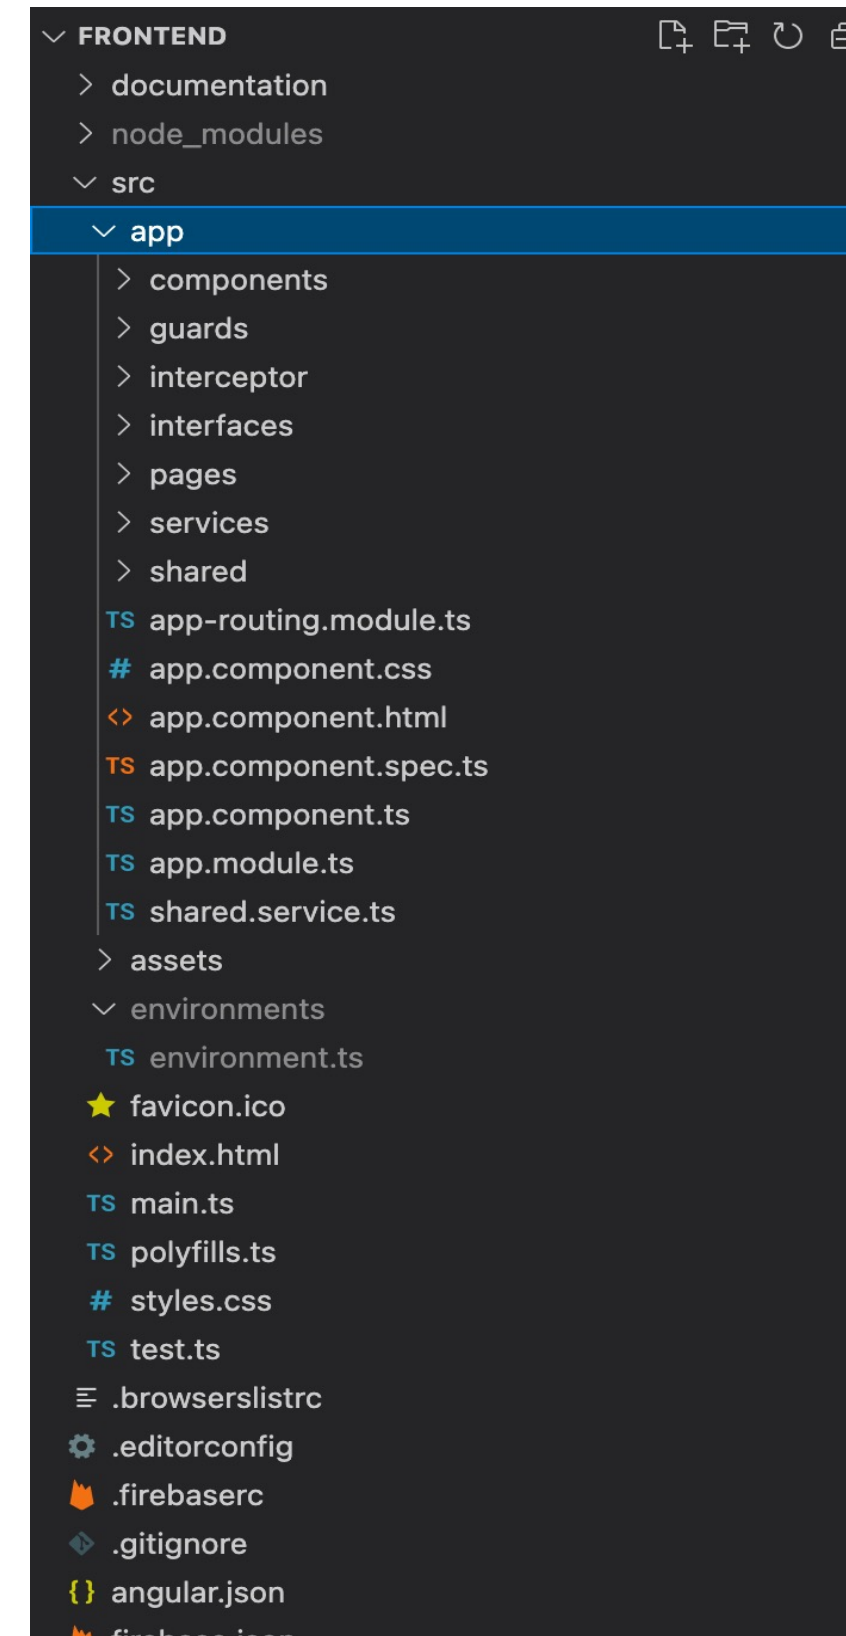 FRONTEND
documentation
node_modules
src
app
components
guards
interceptor
interfaces
pages
services
shared
TS app-routing.module.ts
# app.component.css
<> app.component.html
TS app.component.spec.ts
TS app.component.ts
TS app.module.ts
TS shared.service.ts
assets
environments
TS environment.ts
favicon.ico
<> index.html
TS main.ts
TS polyfills.ts
# styles.css
TS test.ts
.browserslistrc
.editorconfig
.firebaserc
.gitignore
{} angular.json